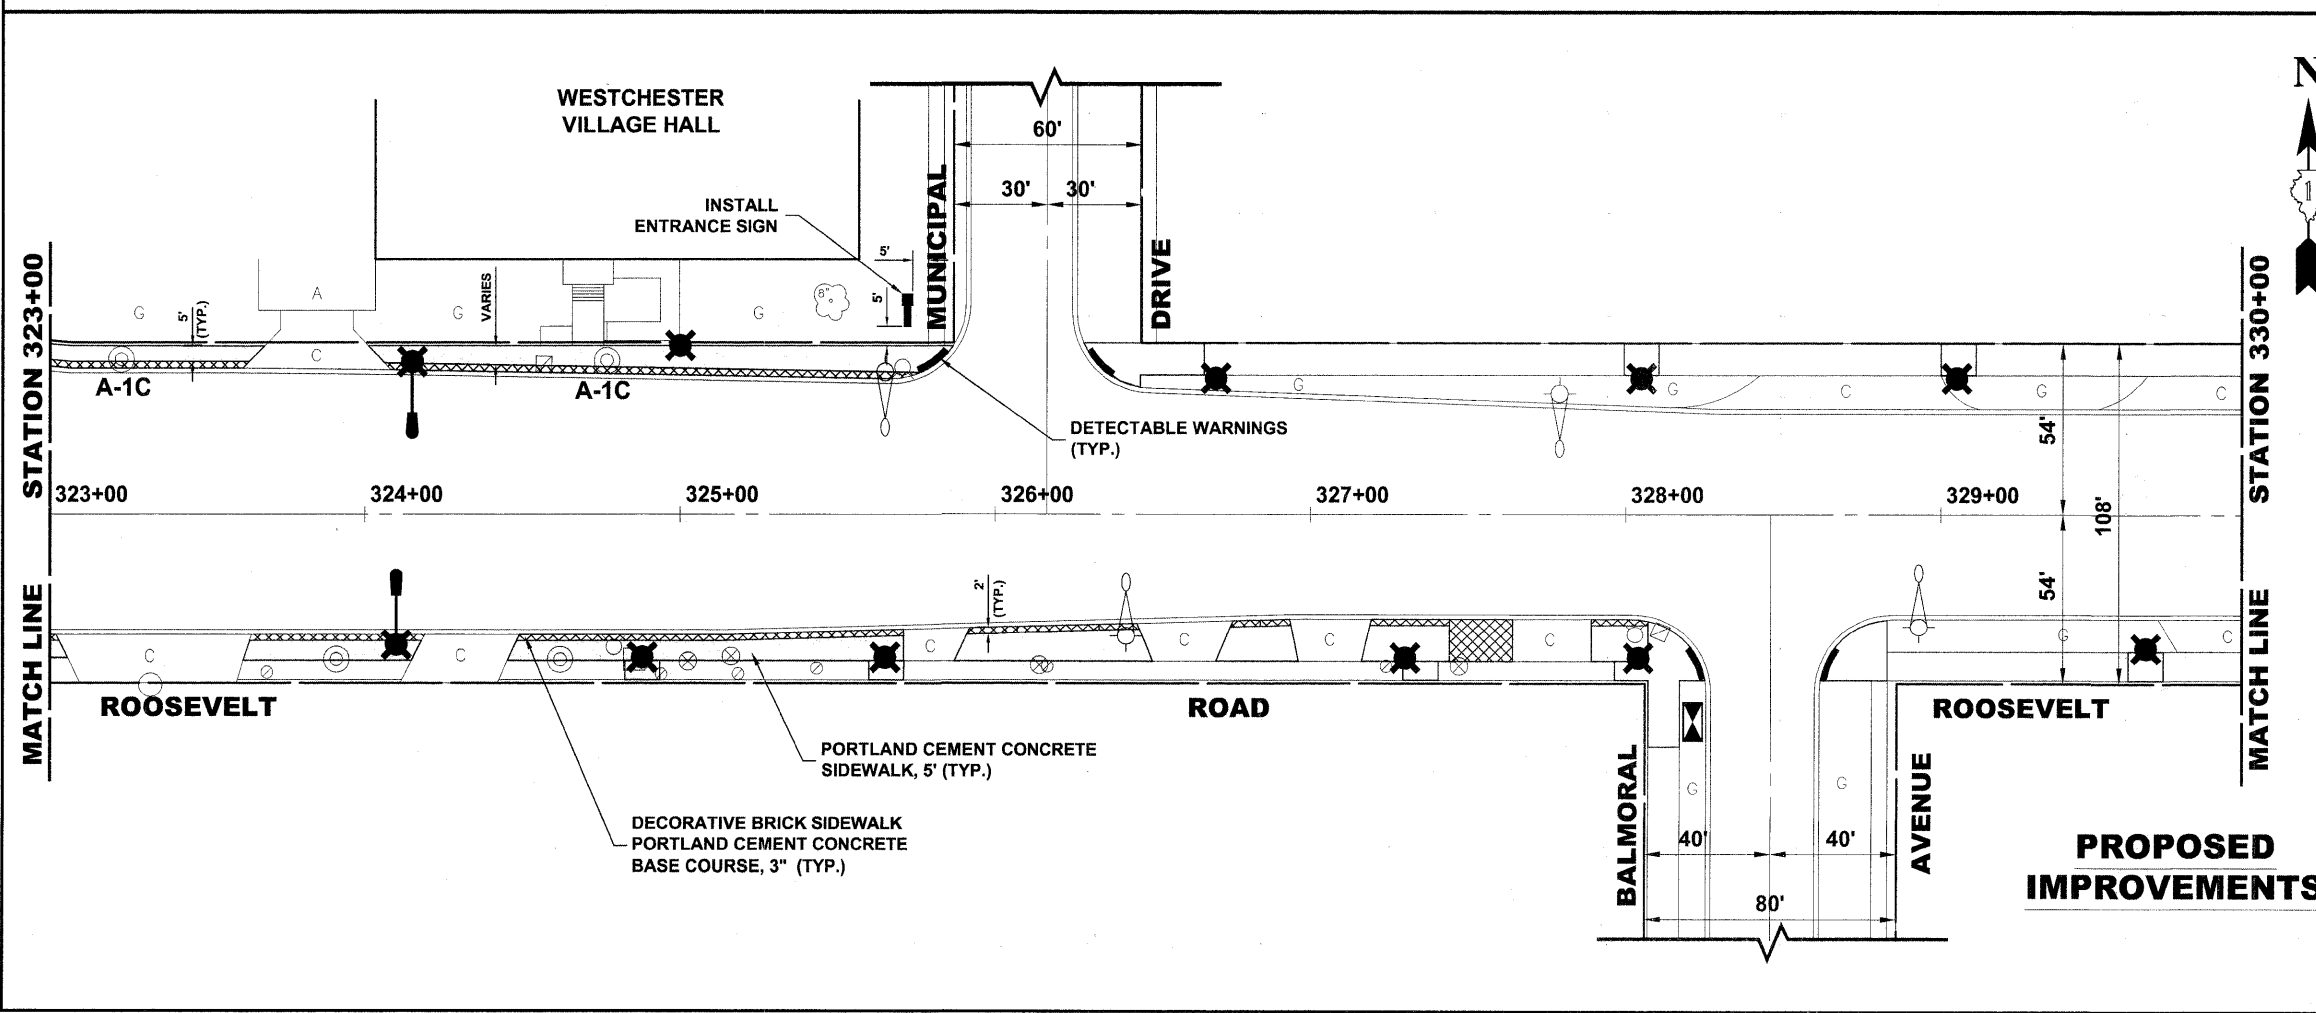 WESTCHESTER
VILLAGE HALL
N
60'
30'
30'
INSTALL
ENTRANCE SIGN
MUNICIPAL
DRIVE
5'
5'
8"
A
G
G
G
5'
(TYP.)
VARIES
C
A-1C
A-1C
G
G
C
G
C
DETECTABLE WARNINGS
(TYP.)
STATION 323+00
MATCH LINE
STATION 330+00
MATCH LINE
323+00
324+00
325+00
326+00
327+00
328+00
329+00
54'
108'
54'
2'
(TYP.)
C
C
C
C
C
C
G
C
ROOSEVELT
ROAD
ROOSEVELT
PORTLAND CEMENT CONCRETE
SIDEWALK, 5' (TYP.)
DECORATIVE BRICK SIDEWALK
PORTLAND CEMENT CONCRETE
BASE COURSE, 3" (TYP.)
BALMORAL
AVENUE
G
G
40'
40'
80'
PROPOSED
IMPROVEMENTS